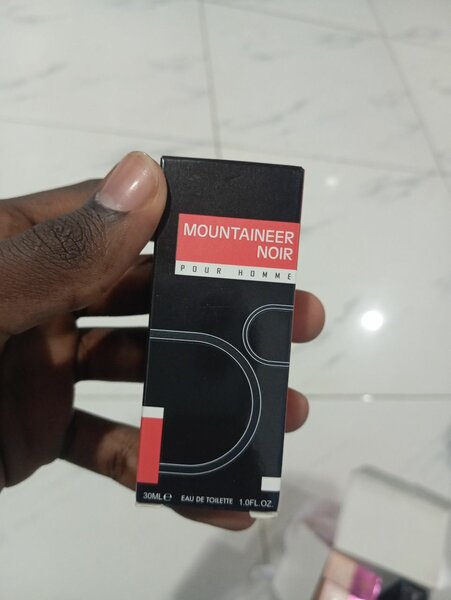 MOUNTAINEER
NOIR
POUR HOMME
30ML℮ EAU DE TOILETTE 1.0FL.OZ.